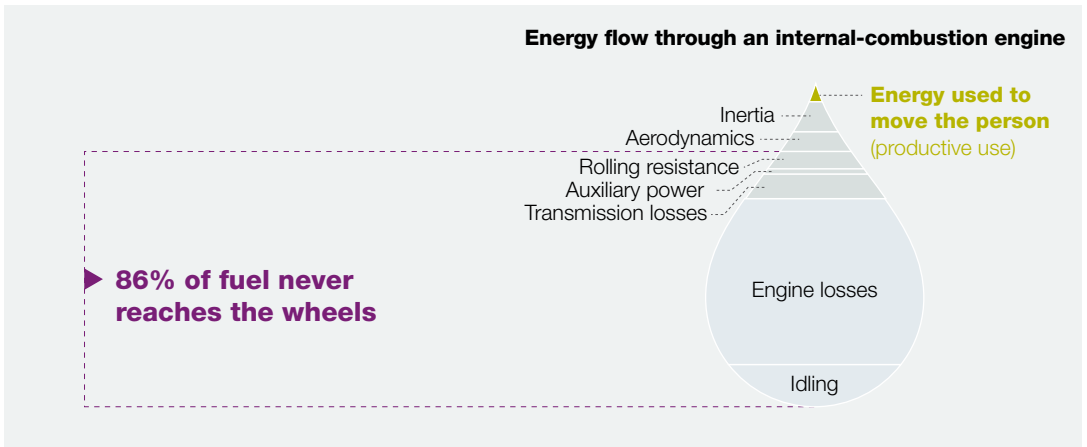 Energy flow through an internal-combustion engine
Energy used to
move the person
(productive use)
Inertia
Aerodynamics
Rolling resistance
Auxiliary power
Transmission losses
86% of fuel never
reaches the wheels
Engine losses
Idling